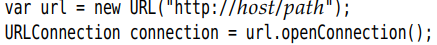 var url = new URL("http://host/path");
URLConnection connection = url.openConnection();